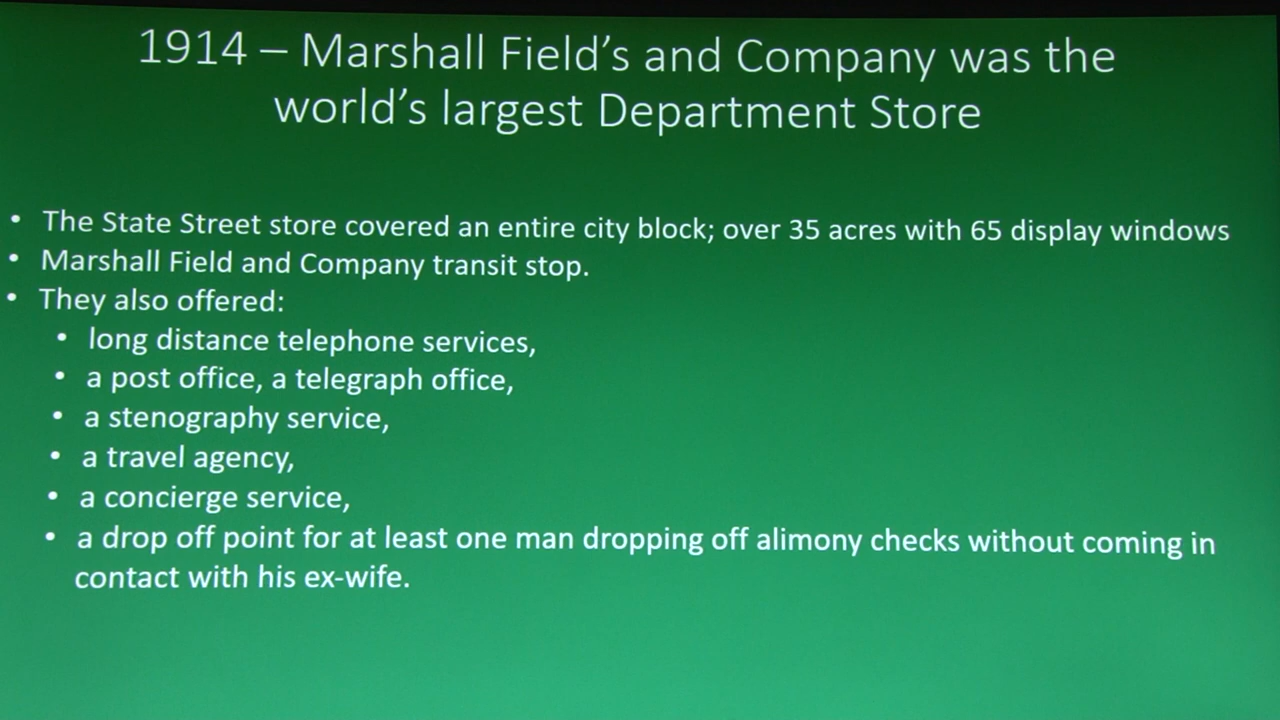 1914 – Marshall Field’s and Company was the
world’s largest Department Store
• The State Street store covered an entire city block; over 35 acres with 65 display windows
• Marshall Field and Company transit stop.
• They also offered:
• long distance telephone services,
• a post office, a telegraph office,
• a stenography service,
• a travel agency,
• a concierge service,
• a drop off point for at least one man dropping off alimony checks without coming in
contact with his ex-wife.